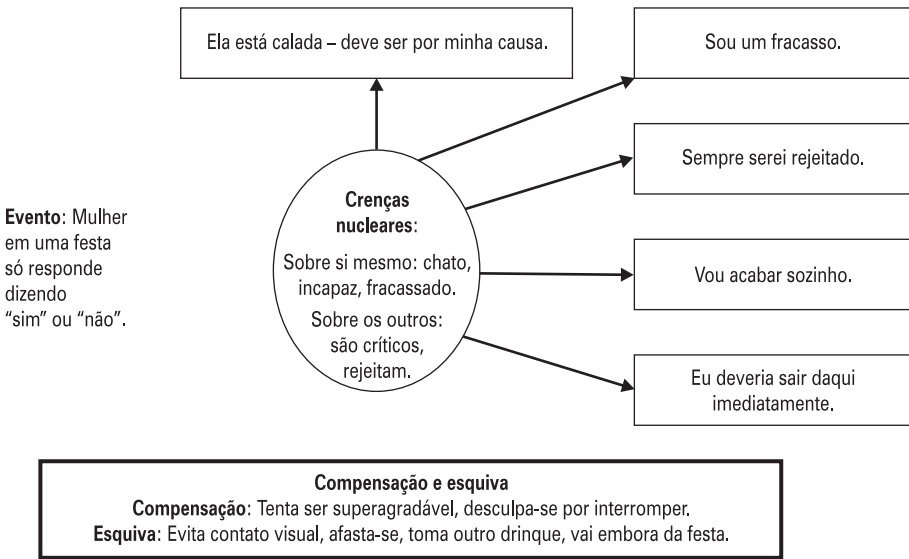 Ela está calada – deve ser por minha causa.
Sou um fracasso.
Sempre serei rejeitado.
Evento: Mulher
em uma festa
só responde
dizendo
“sim” ou “não”.
Crenças
nucleares:
Sobre si mesmo: chato,
incapaz, fracassado.
Sobre os outros:
são críticos,
rejeitam.
Vou acabar sozinho.
Eu deveria sair daqui
imediatamente.
Compensação e esquiva
Compensação: Tenta ser superagradável, desculpa-se por interromper.
Esquiva: Evita contato visual, afasta-se, toma outro drinque, vai embora da festa.